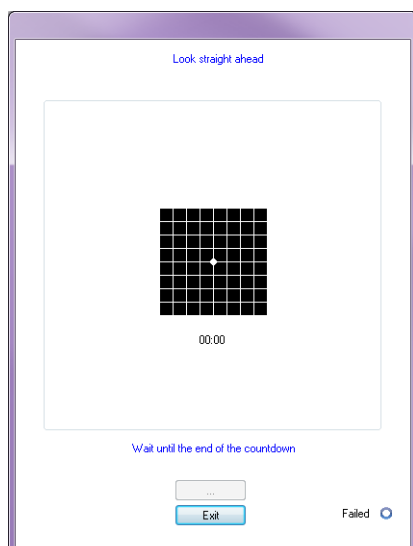 Look straight ahead
00:00
Wait until the end of the countdown
...
Exit
Failed